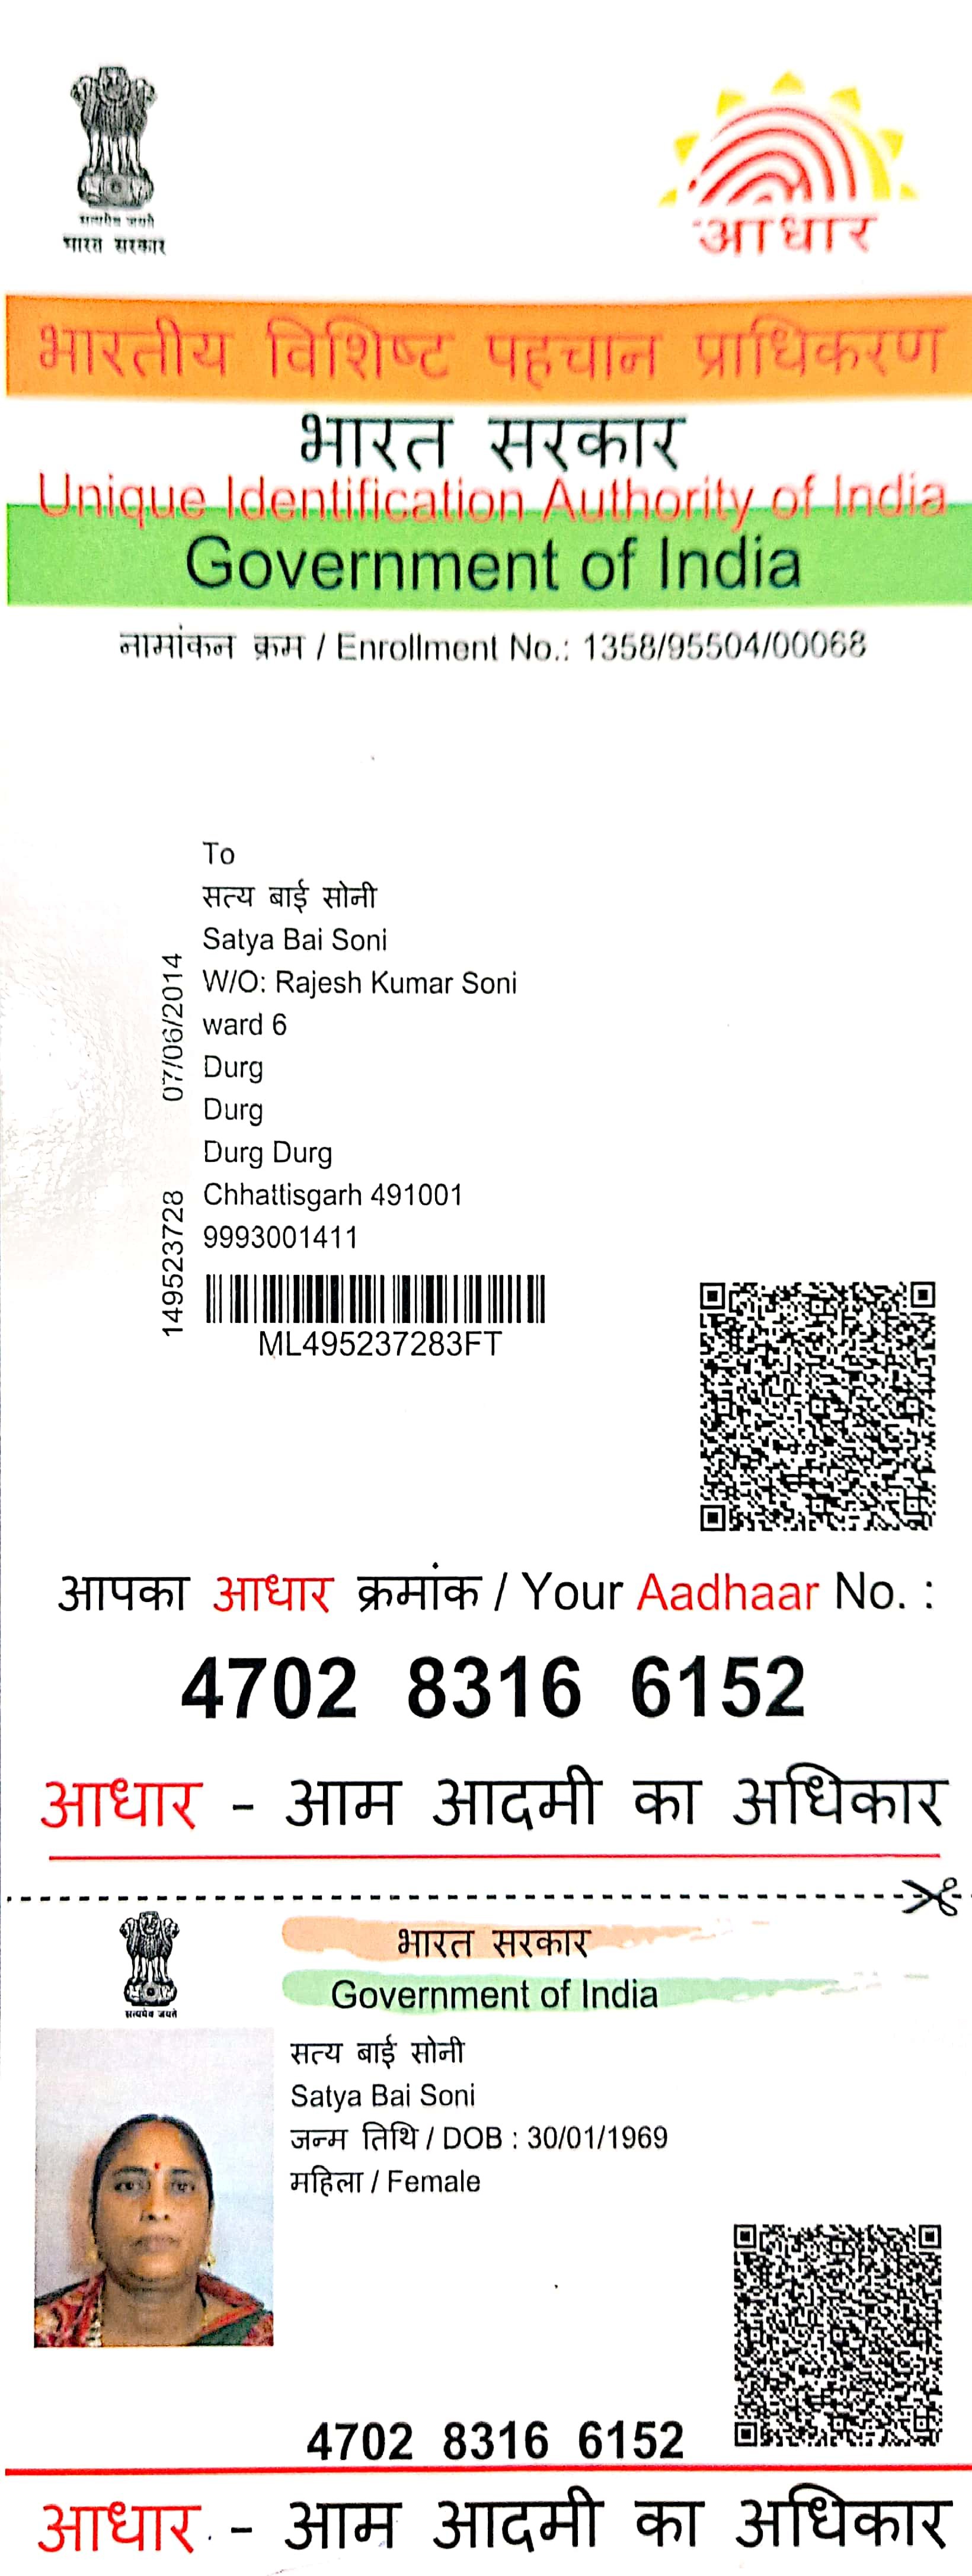 सत्यमेव जयते
भारत सरकार
आधार
भारतीय विशिष्ट पहचान प्राधिकरण
भारत सरकार
Unique Identification Authority of India
Government of India
नामांकन क्रम / Enrollment No.: 1358/95504/00068
To
सत्य बाई सोनी
Satya Bai Soni
W/O: Rajesh Kumar Soni
ward 6
Durg
Durg
Durg Durg
Chhattisgarh 491001
9993001411
149523728 07/06/2014
ML495237283FT
आपका आधार क्रमांक / Your Aadhaar No. :
4702 8316 6152
आधार - आम आदमी का अधिकार
सत्यमेव जयते
भारत सरकार
Government of India
सत्य बाई सोनी
Satya Bai Soni
जन्म तिथि / DOB : 30/01/1969
महिला / Female
4702 8316 6152
आधार - आम आदमी का अधिकार